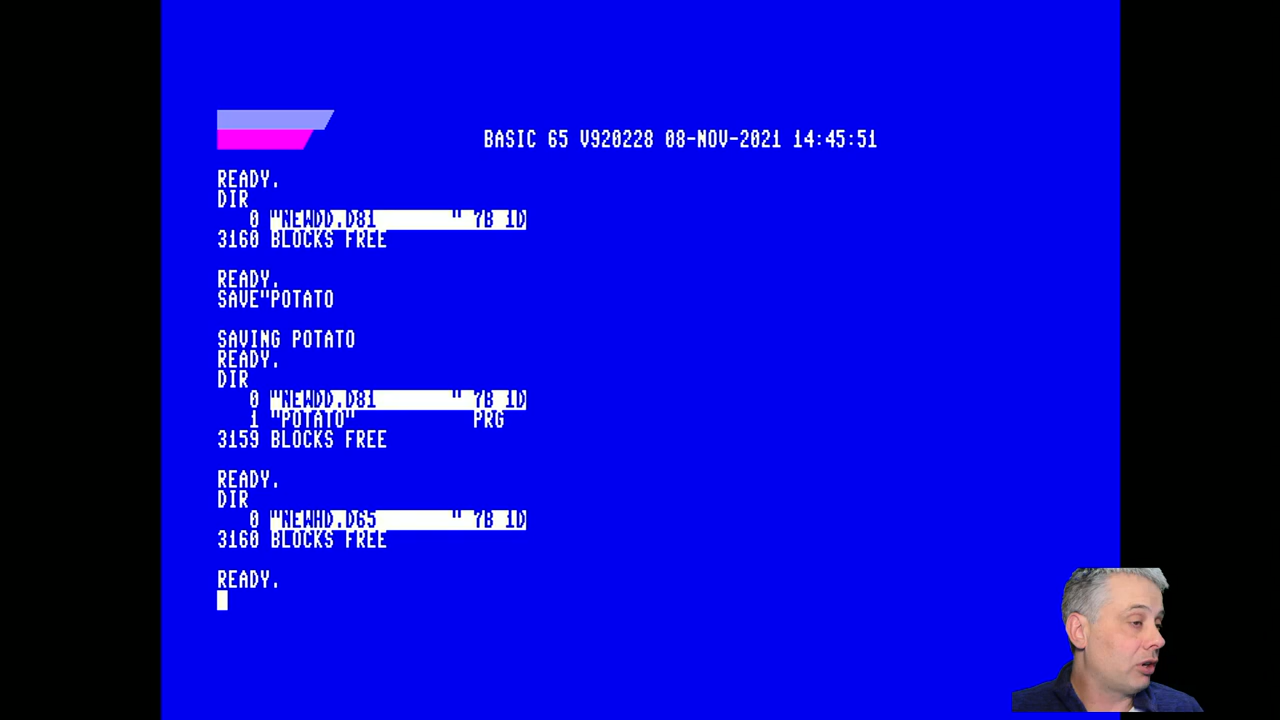 BASIC 65 V920228 08-NOV-2021 14:45:51
READY.
DIR
0 "NEWDD.D81 " 7B 1D
3160 BLOCKS FREE
READY.
SAVE"POTATO
SAVING POTATO
READY.
DIR
0 "NEWDD.D81 " 7B 1D
1 "POTATO" PRG
3159 BLOCKS FREE
READY.
DIR
0 "NEWHD.D65 " 7B 1D
3160 BLOCKS FREE
READY.